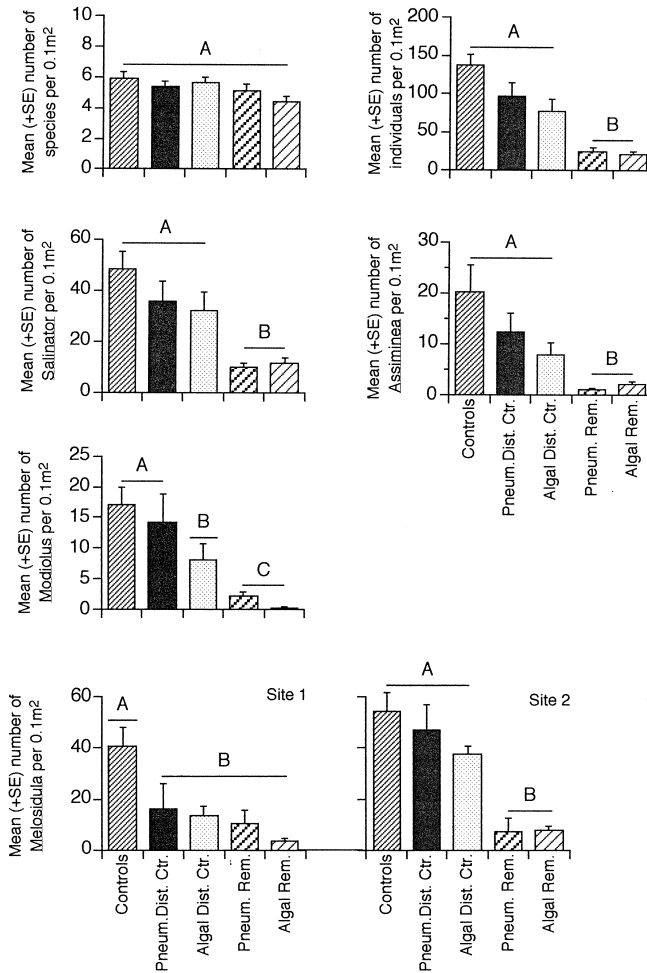 Mean (+SE) number of
species per 0.1m²
8
6
4
2
0
A
Mean (+SE) number of
individuals per 0.1m²
200
150
100
50
0
A
B
Mean (+SE) number of
Salinator per 0.1m²
60
40
20
0
A
B
Mean (+SE) number of
Assiminea per 0.1m²
30
20
10
0
A
B
Controls
Pneum.Dist. Ctr.
Algal Dist. Ctr.
Pneum. Rem.
Algal Rem.
Mean (+SE) number of
Modiolus per 0.1m²
25
20
15
10
5
0
A
B
C
Mean (+SE) number of
Melosidula per 0.1m²
60
40
20
0
Site 1
A
B
Controls
Pneum.Dist. Ctr.
Algal Dist. Ctr.
Pneum. Rem.
Algal Rem.
Site 2
A
B
Controls
Pneum.Dist. Ctr.
Algal Dist. Ctr.
Pneum. Rem.
Algal Rem.